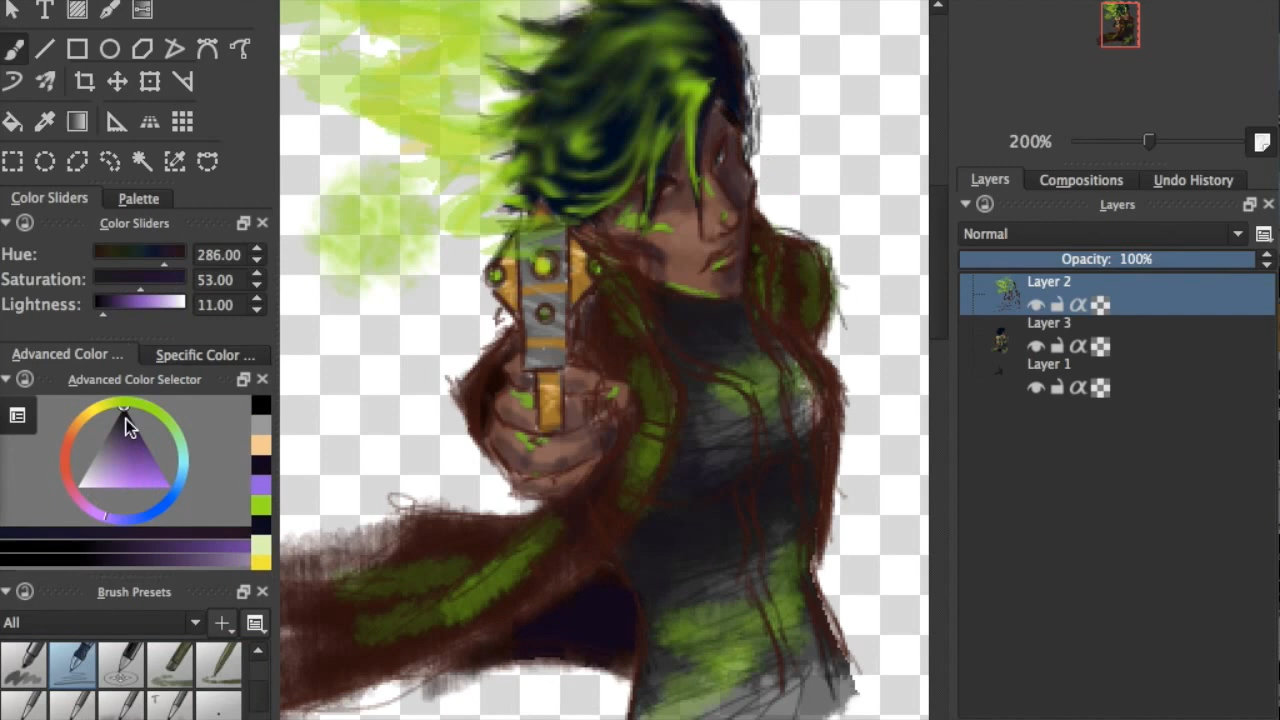 Color Sliders
Palette
Color Sliders
Hue: 286.00
Saturation: 53.00
Lightness: 11.00
Advanced Color ...
Specific Color ...
Advanced Color Selector
Brush Presets
All
200%
Layers
Compositions
Undo History
Layers
Normal
Opacity: 100%
Layer 2
Layer 3
Layer 1